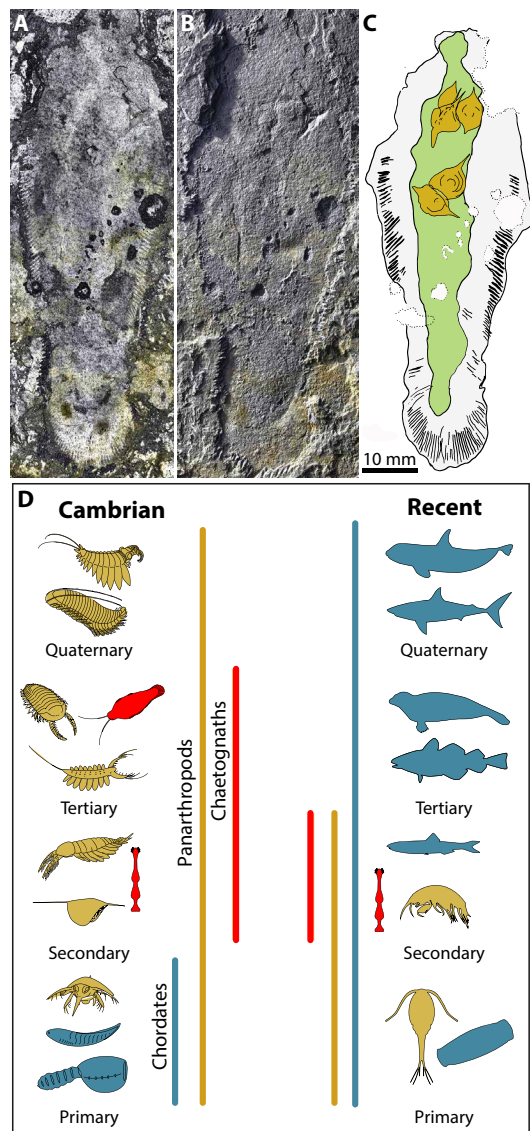 A
B
C
10 mm
D
Cambrian
Recent
Quaternary
Quaternary
Panarthropods
Chaetognaths
Tertiary
Tertiary
Secondary
Secondary
Chordates
Primary
Primary